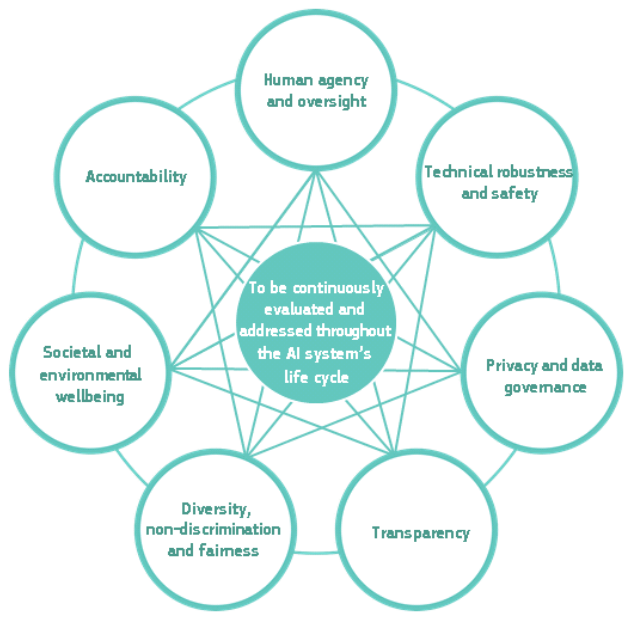 Human agency
and oversight
Accountability
Technical robustness
and safety
To be continuously
evaluated and
addressed throughout
the AI system's
life cycle
Societal and
environmental
wellbeing
Privacy and data
governance
Diversity,
non-discrimination
and fairness
Transparency